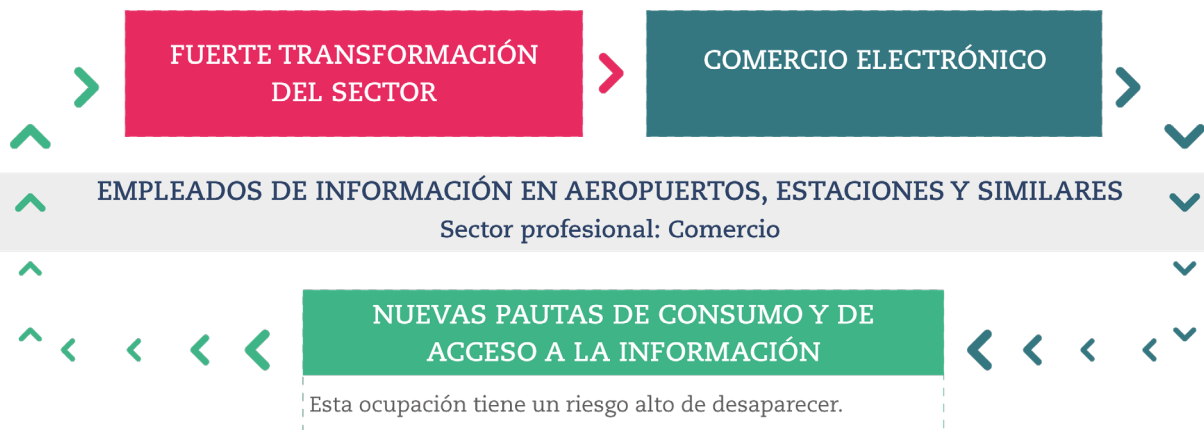 FUERTE TRANSFORMACIÓN
DEL SECTOR
COMERCIO ELECTRÓNICO
EMPLEADOS DE INFORMACIÓN EN AEROPUERTOS, ESTACIONES Y SIMILARES
Sector profesional: Comercio
NUEVAS PAUTAS DE CONSUMO Y DE
ACCESO A LA INFORMACIÓN
Esta ocupación tiene un riesgo alto de desaparecer.